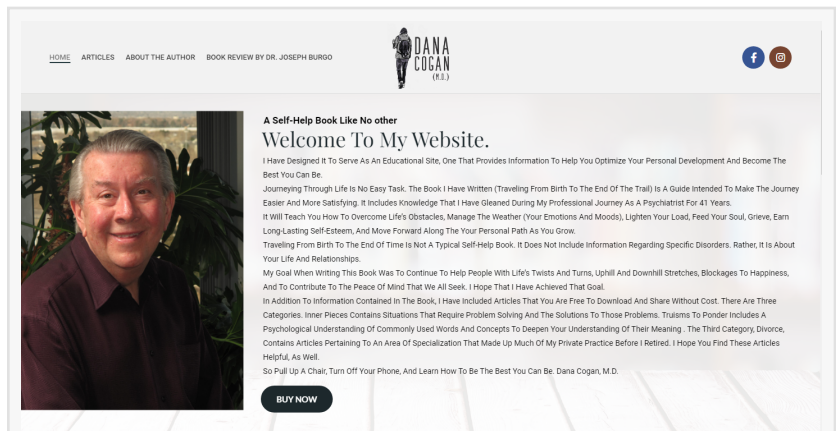 HOME ARTICLES ABOUT THE AUTHOR BOOK REVIEW BY DR. JOSEPH BURGO
DANA
COGAN
(M.D.)
A Self-Help Book Like No other
Welcome To My Website.
I Have Designed It To Serve As An Educational Site, One That Provides Information To Help You Optimize Your Personal Development And Become The
Best You Can Be.
Journeying Through Life Is No Easy Task. The Book I Have Written (Traveling From Birth To The End Of The Trail) Is A Guide Intended To Make The Journey
Easier And More Satisfying. It Includes Knowledge That I Have Gleaned During My Professional Journey As A Psychiatrist For 41 Years.
It Will Teach You How To Overcome Life's Obstacles, Manage The Weather (Your Emotions And Moods), Lighten Your Load, Feed Your Soul, Grieve, Earn
Long-Lasting Self-Esteem, And Move Forward Along The Your Personal Path As You Grow.
Traveling From Birth To The End Of Time Is Not A Typical Self-Help Book. It Does Not Include Information Regarding Specific Disorders. Rather, It Is About
Your Life And Relationships.
My Goal When Writing This Book Was To Continue To Help People With Life's Twists And Turns, Uphill And Downhill Stretches, Blockages To Happiness,
And To Contribute To The Peace Of Mind That We All Seek. I Hope That I Have Achieved That Goal.
In Addition To Information Contained In The Book, I Have Included Articles That You Are Free To Download And Share Without Cost. There Are Three
Categories. Inner Pieces Contains Situations That Require Problem Solving And The Solutions To Those Problems. Truisms To Ponder Includes A
Psychological Understanding Of Commonly Used Words And Concepts To Deepen Your Understanding Of Their Meaning . The Third Category, Divorce,
Contains Articles Pertaining To An Area Of Specialization That Made Up Much Of My Private Practice Before I Retired. I Hope You Find These Articles
Helpful, As Well.
So Pull Up A Chair, Turn Off Your Phone, And Learn How To Be The Best You Can Be. Dana Cogan, M.D.
BUY NOW